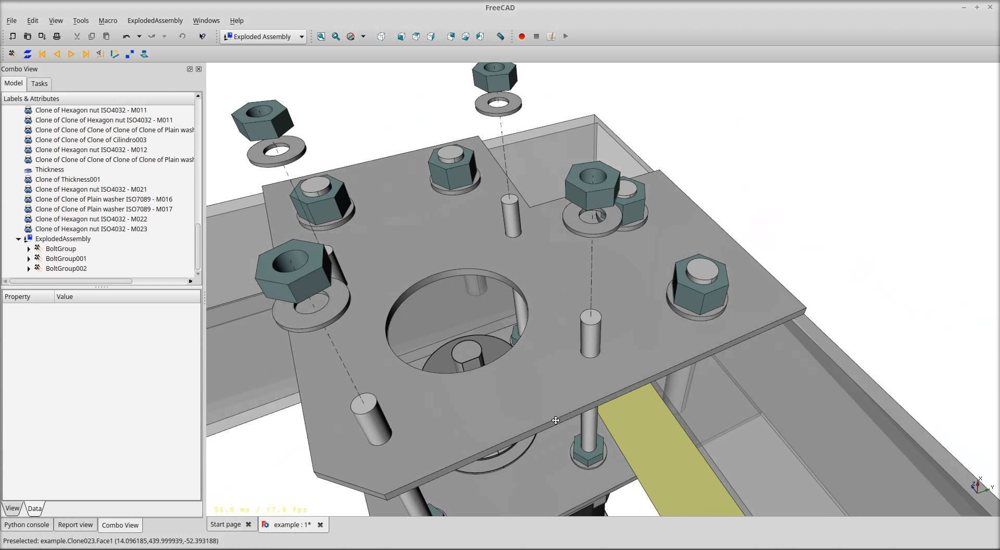 FreeCAD
File Edit View Tools Macro ExplodedAssembly Windows Help
Exploded Assembly
Combo View
Model Tasks
Labels & Attributes
Clone of Hexagon nut ISO4032 - M011
Clone of Clone of Hexagon nut ISO4032 - M011
Clone of Clone of Clone of Clone of Clone of Plain wash
Clone of Clone of Clone of Cilindro003
Clone of Hexagon nut ISO4032 - M012
Clone of Clone of Clone of Clone of Clone of Plain wash
Thickness
Clone of Thickness001
Clone of Hexagon nut ISO4032 - M021
Clone of Clone of Plain washer ISO7089 - M016
Clone of Clone of Plain washer ISO7089 - M017
Clone of Hexagon nut ISO4032 - M022
Clone of Hexagon nut ISO4032 - M023
ExplodedAssembly
BoltGroup
BoltGroup001
BoltGroup002
Property Value
X
Z Y
56.0 ms / 17.9 fps
View Data
Python console Report view Combo View
Start page example : 1*
Preselected: example.Clone023.Face1 (14.096185,439.999939,-52.393188)